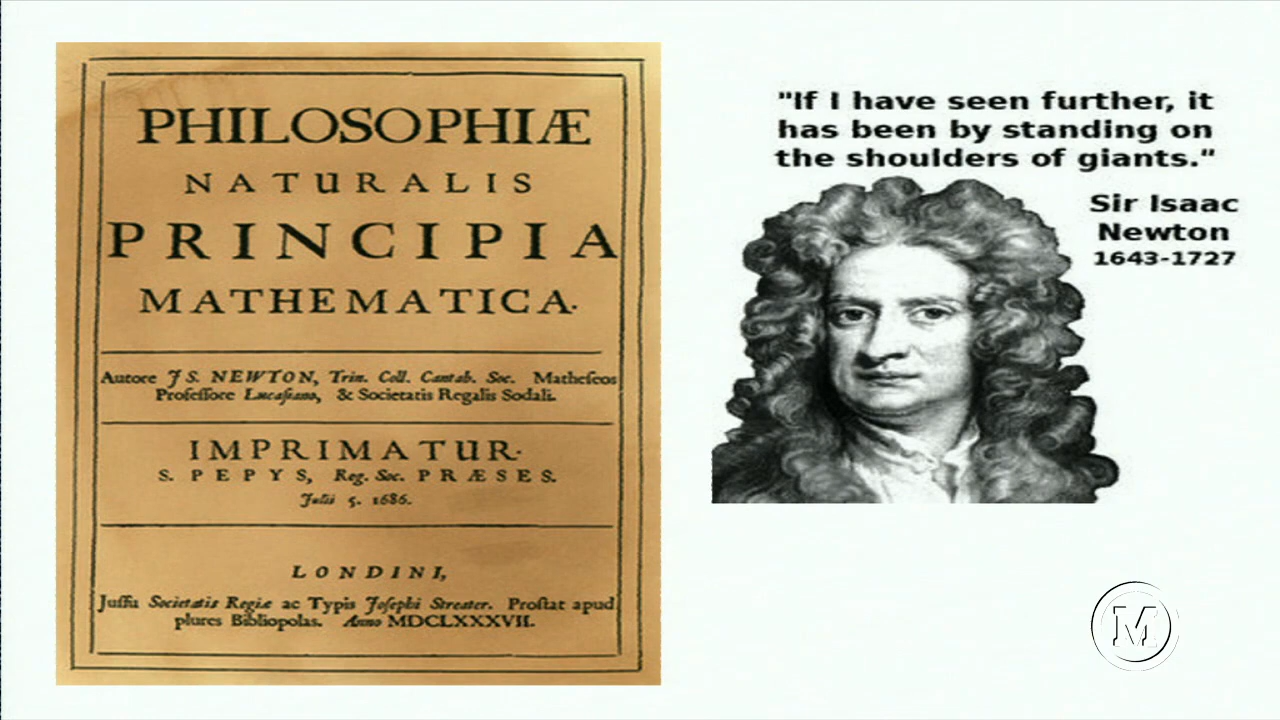 PHILOSOPHIÆ
NATURALIS
PRINCIPIA
MATHEMATICA.
Autore JS. NEWTON, Trin. Coll. Cantab. Soc. Matheſeos
Profeſſore Lucaſiano, & Societatis Regalis Sodali.
IMPRIMATUR.
S. PEPYS, Reg. Soc. PRÆSES.
Julii 5. 1686.
LONDINI,
Juſſu Societatis Regiæ ac Typis Joſephi Streater. Proſtat apud
plures Bibliopolas. Anno MDCLXXXVII.
"If I have seen further, it
has been by standing on
the shoulders of giants."
Sir Isaac
Newton
1643-1727
M